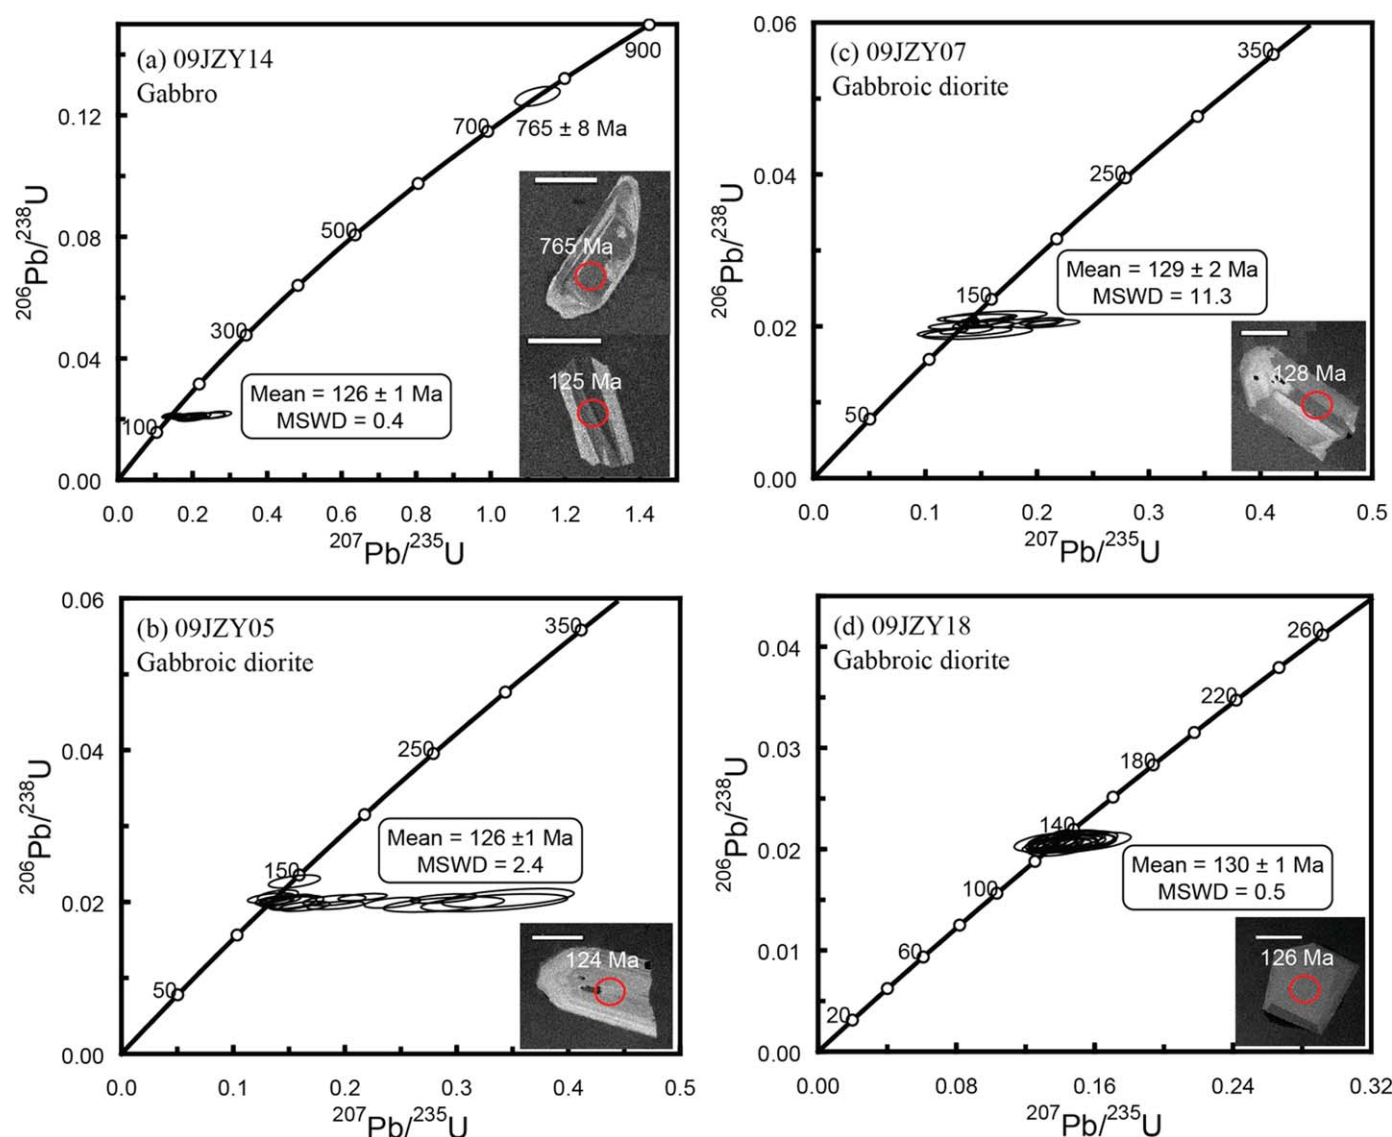 (a) 09JZY14
Gabbro
900
700
765 ± 8 Ma
500
300
100
Mean = 126 ± 1 Ma
MSWD = 0.4
765 Ma
125 Ma
0.12
0.08
0.04
0.00
206Pb/238U
0.0 0.2 0.4 0.6 0.8 1.0 1.2 1.4
207Pb/235U
(c) 09JZY07
Gabbroic diorite
350
250
150
50
Mean = 129 ± 2 Ma
MSWD = 11.3
128 Ma
0.06
0.04
0.02
0.00
206Pb/238U
0.0 0.1 0.2 0.3 0.4 0.5
207Pb/235U
(b) 09JZY05
Gabbroic diorite
350
250
150
50
Mean = 126 ±1 Ma
MSWD = 2.4
124 Ma
0.06
0.04
0.02
0.00
206Pb/238U
0.0 0.1 0.2 0.3 0.4 0.5
207Pb/235U
(d) 09JZY18
Gabbroic diorite
260
220
180
140
100
60
20
Mean = 130 ± 1 Ma
MSWD = 0.5
126 Ma
0.04
0.03
0.02
0.01
0.00
206Pb/238U
0.00 0.08 0.16 0.24 0.32
207Pb/235U